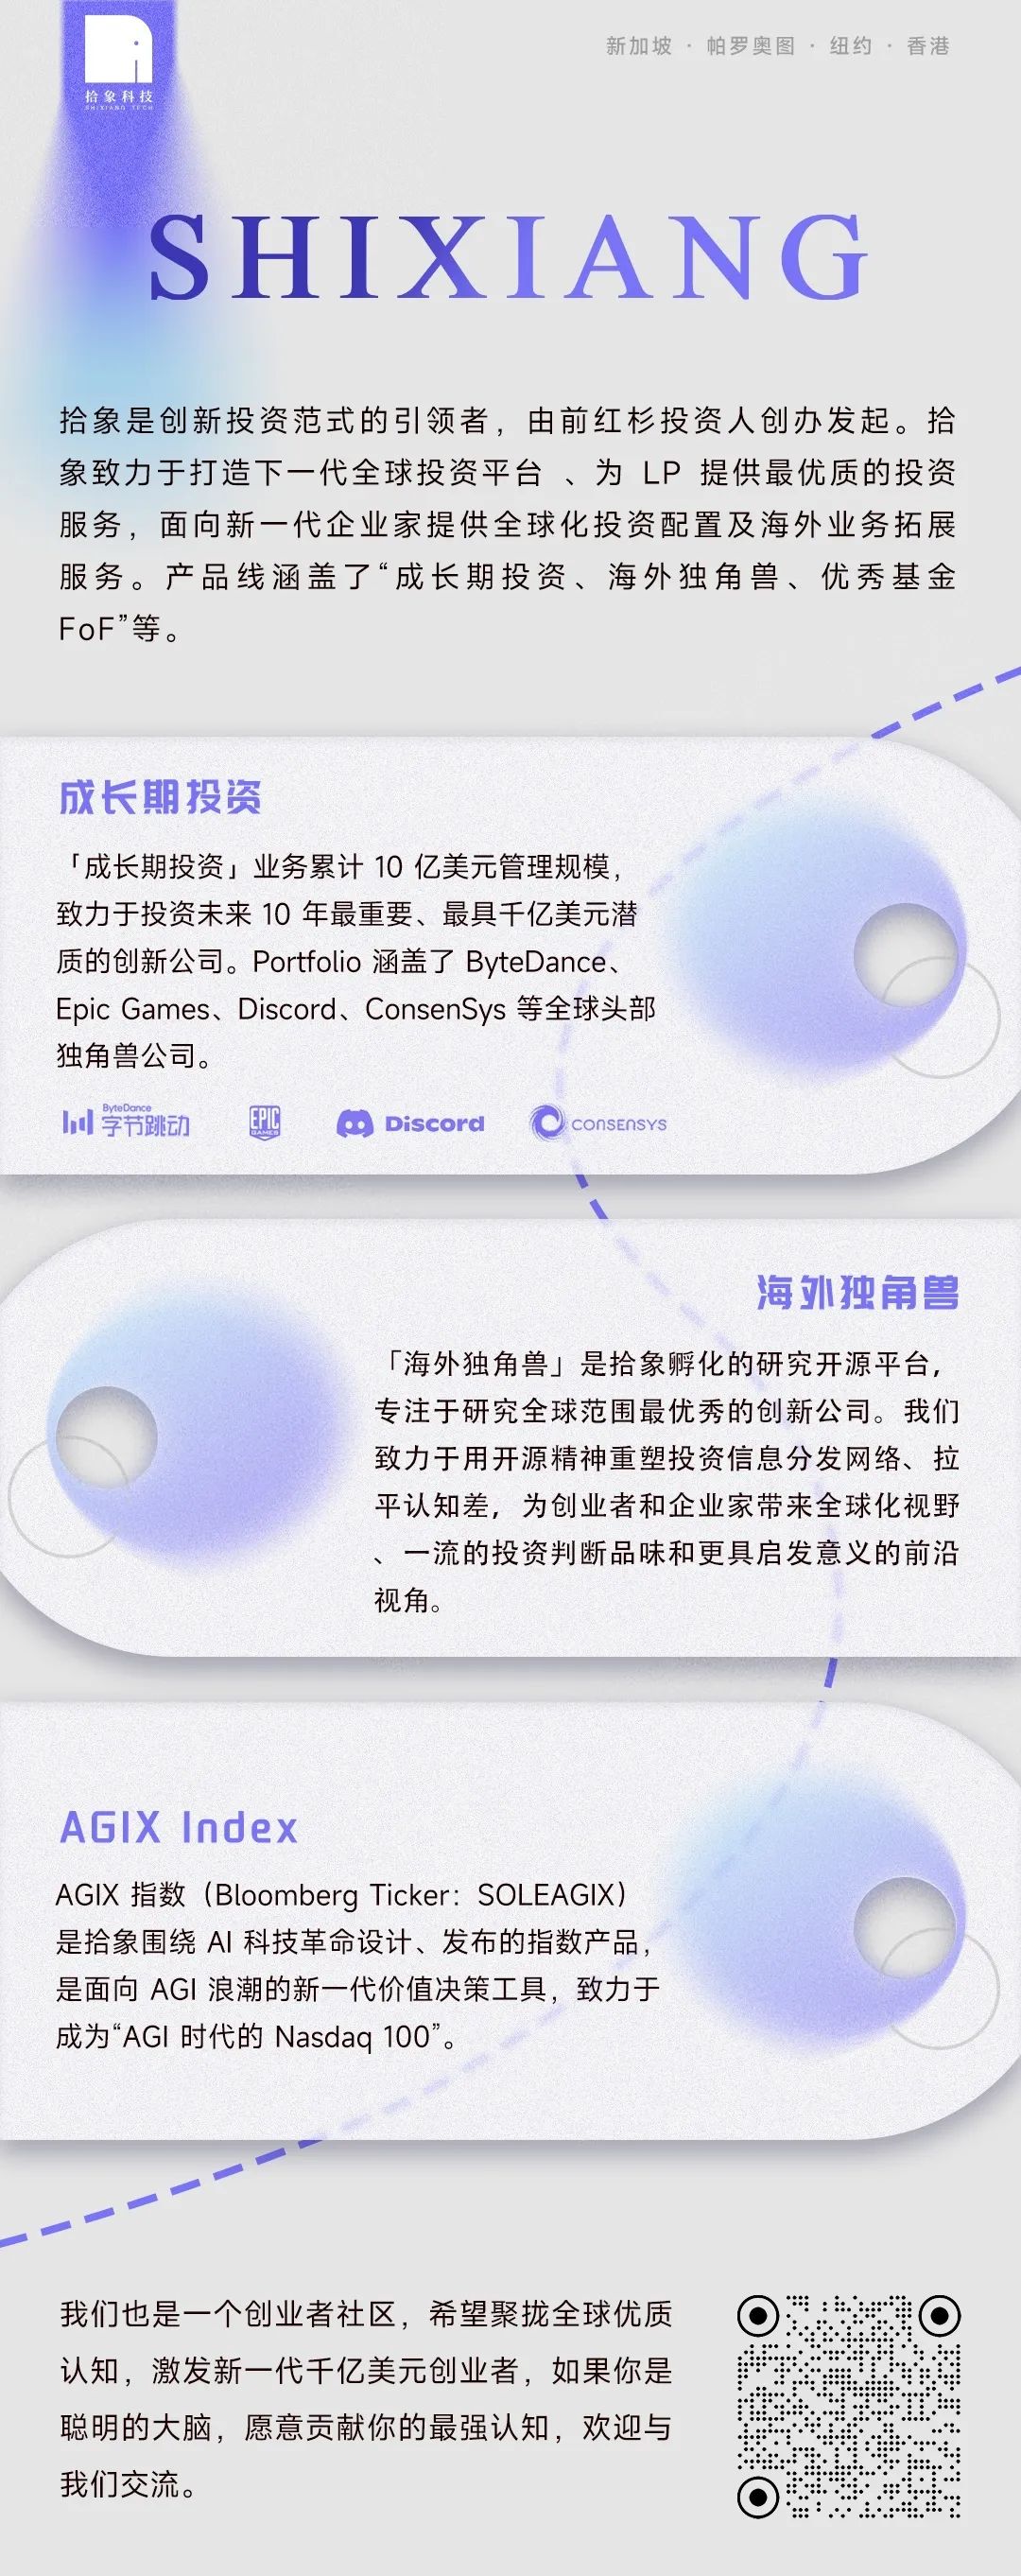 拾象科技
SHIXIANG TECH
新加坡 · 帕罗奥图 · 纽约 · 香港
SHIXIANG
拾象是创新投资范式的引领者，由前红杉投资人创办发起。拾
象致力于打造下一代全球投资平台 、为 LP 提供最优质的投资
服务，面向新一代企业家提供全球化投资配置及海外业务拓展
服务。产品线涵盖了“成长期投资、海外独角兽、优秀基金
FoF”等。
成长期投资
「成长期投资」业务累计 10 亿美元管理规模，
致力于投资未来 10 年最重要、最具千亿美元潜
质的创新公司。Portfolio 涵盖了 ByteDance、
Epic Games、Discord、ConsenSys 等全球头部
独角兽公司。
ByteDance
字节跳动
EPIC
GAMES
Discord
CONSENSYS
海外独角兽
「海外独角兽」是拾象孵化的研究开源平台，
专注于研究全球范围最优秀的创新公司。我们
致力于用开源精神重塑投资信息分发网络、拉
平认知差，为创业者和企业家带来全球化视野
、一流的投资判断品味和更具启发意义的前沿
视角。
AGIX Index
AGIX 指数（Bloomberg Ticker：SOLEAGIX）
是拾象围绕 AI 科技革命设计、发布的指数产品，
是面向 AGI 浪潮的新一代价值决策工具，致力于
成为“AGI 时代的 Nasdaq 100”。
我们也是一个创业者社区，希望聚拢全球优质
认知，激发新一代千亿美元创业者，如果你是
聪明的大脑，愿意贡献你的最强认知，欢迎与
我们交流。